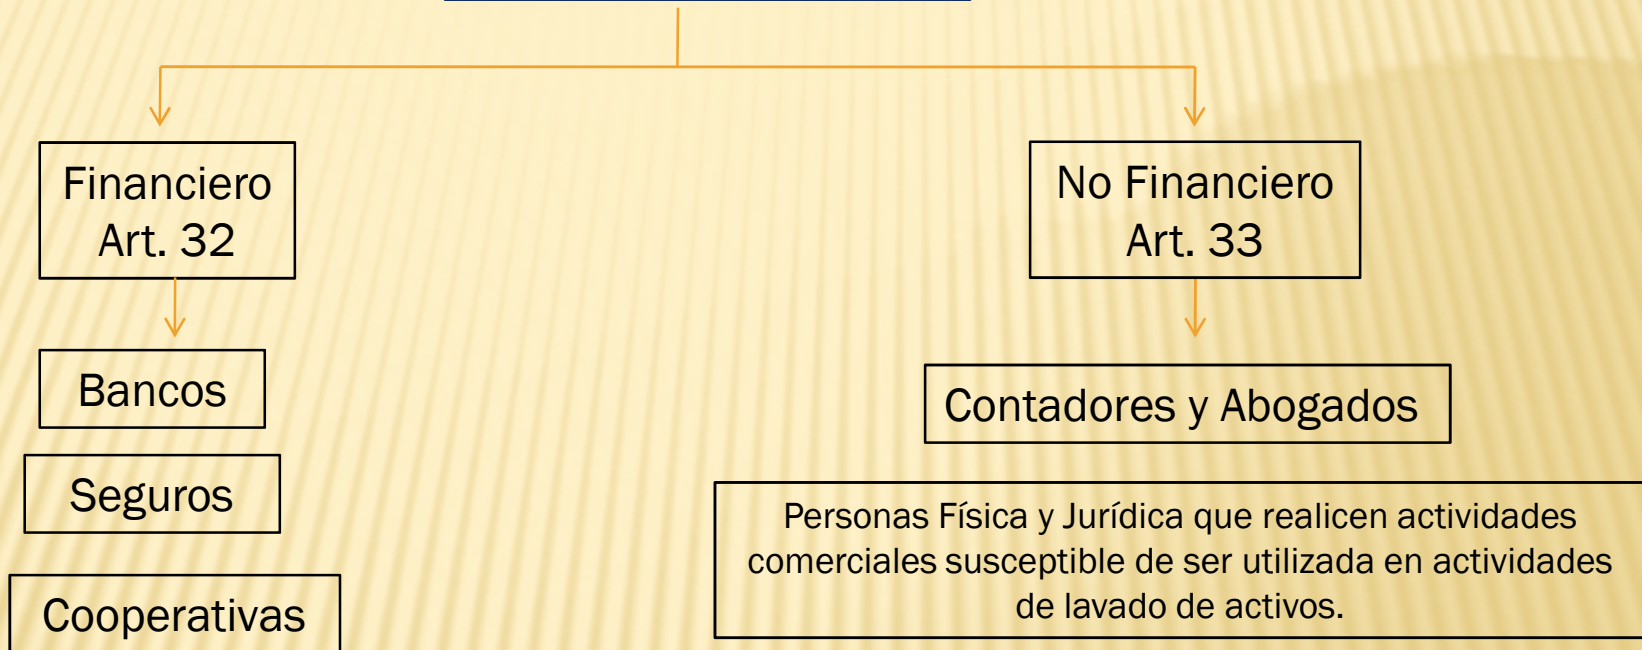 Financiero
Art. 32
No Financiero
Art. 33
Bancos
Seguros
Cooperativas
Contadores y Abogados
Personas Física y Jurídica que realicen actividades
comerciales susceptible de ser utilizada en actividades
de lavado de activos.